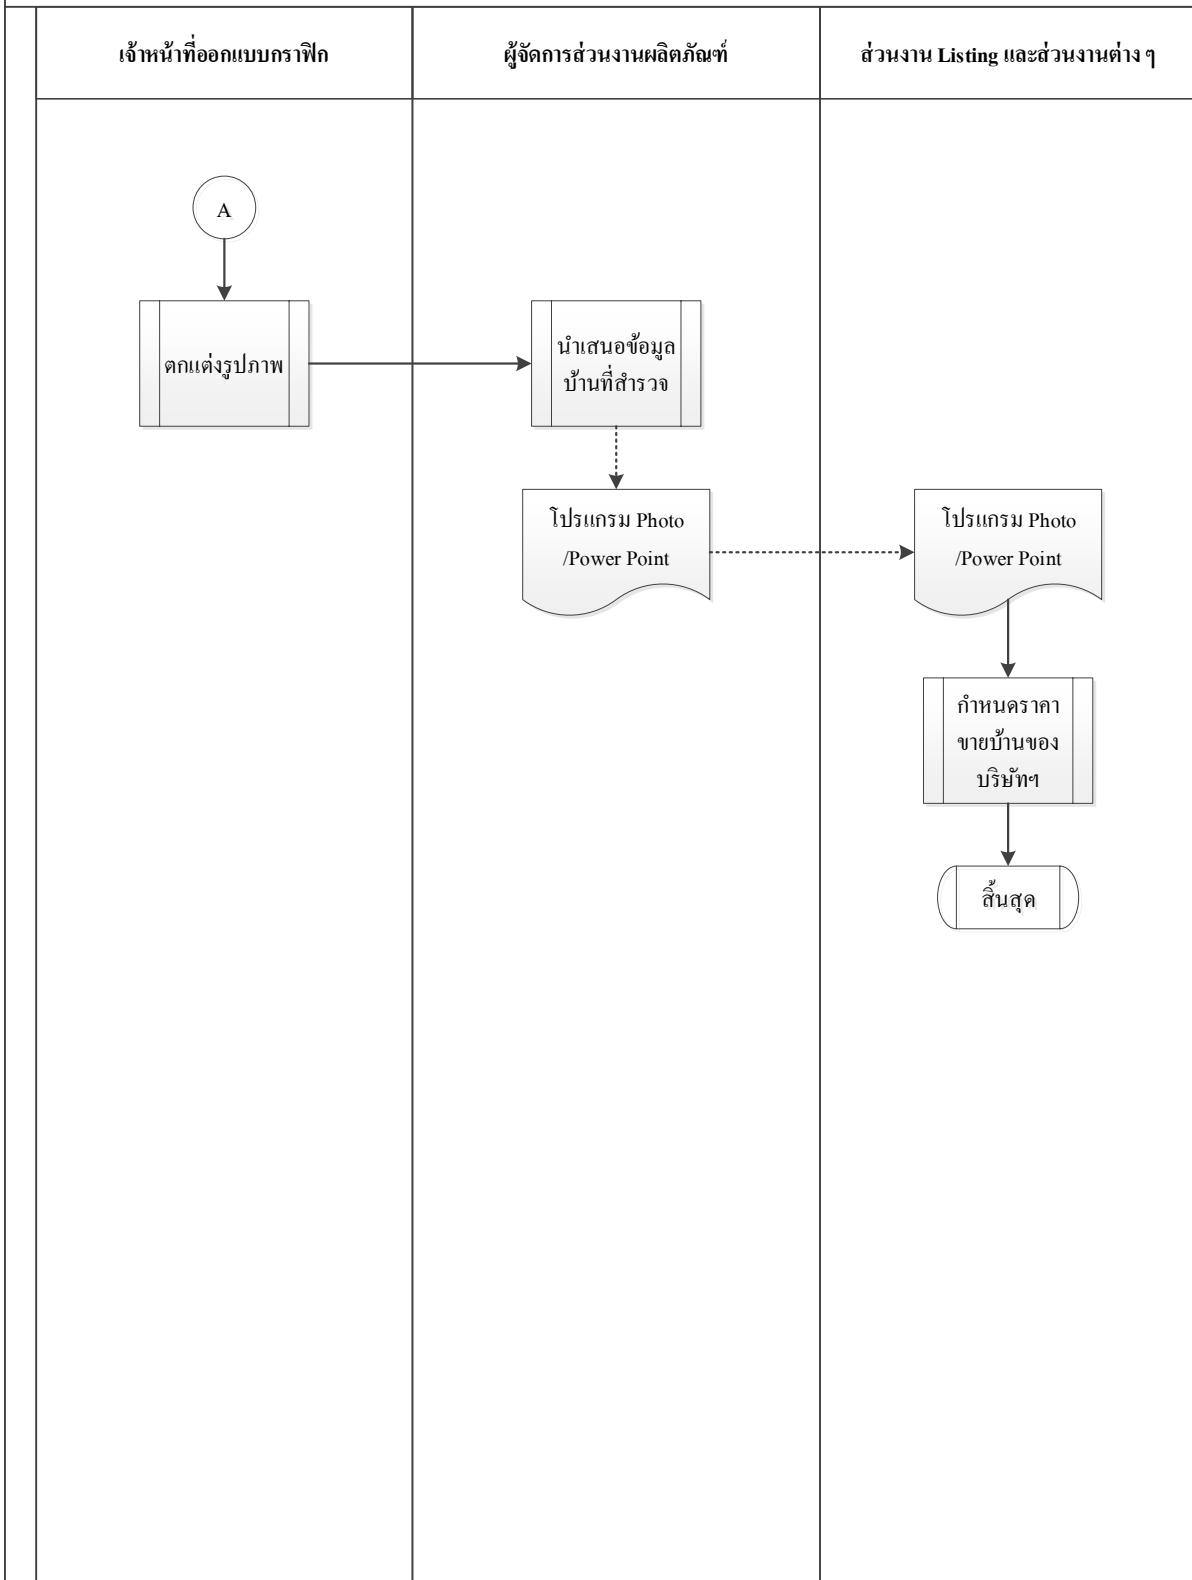 เจ้าหน้าที่ออกแบบกราฟิก
ผู้จัดการส่วนงานผลิตภัณฑ์
ส่วนงาน Listing และส่วนงานต่าง ๆ
A
ตกแต่งรูปภาพ
นำเสนอข้อมูล
บ้านที่สำรวจ
โปรแกรม Photo
/Power Point
โปรแกรม Photo
/Power Point
กำหนดราคา
ขายบ้านของ
บริษัทฯ
สิ้นสุด